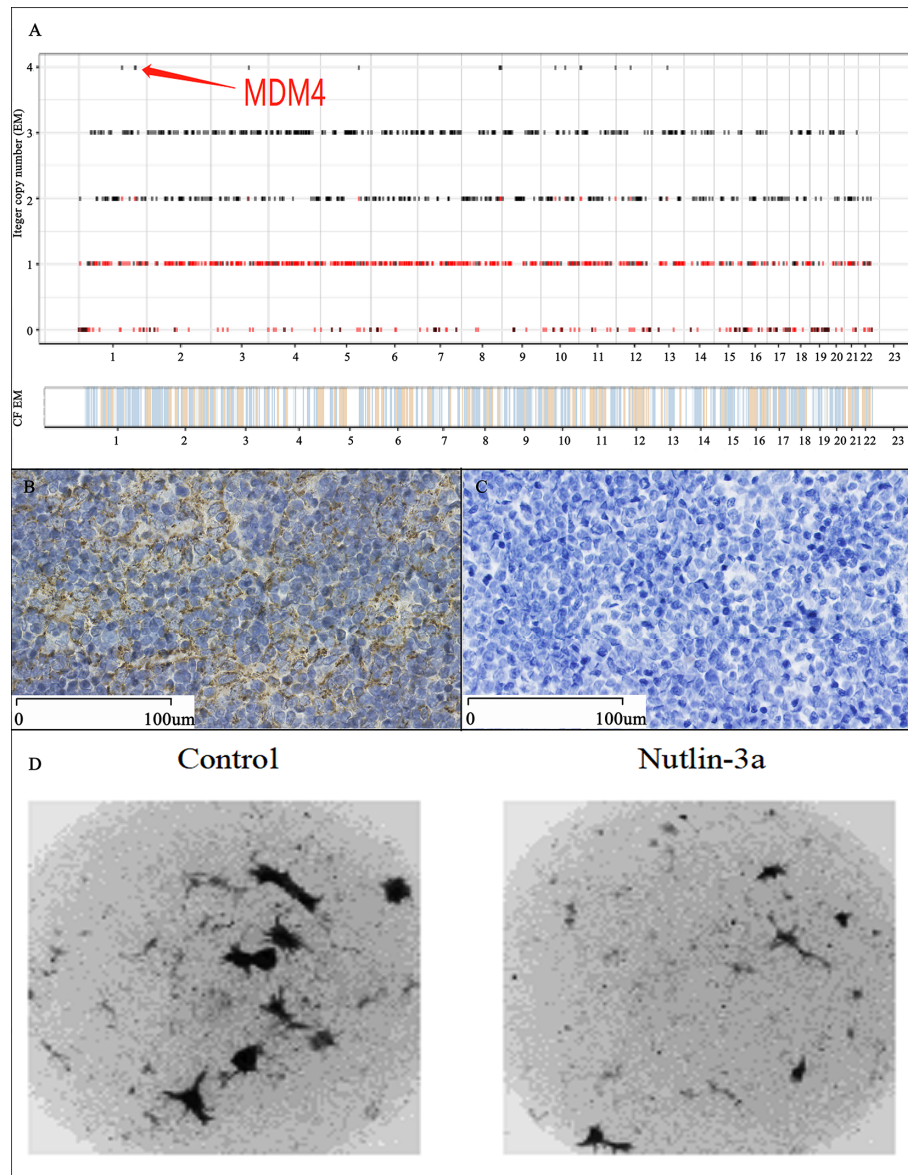 A
Iteger copy number (EM)
4
3
2
1
0
MDM4
1 2 3 4 5 6 7 8 9 10 11 12 13 14 15 16 17 18 19 20 21 22 23
CF EM
1 2 3 4 5 6 7 8 9 10 11 12 13 14 15 16 17 18 19 20 21 22 23
B
C
0 100um
0 100um
D
Control
Nutlin-3a